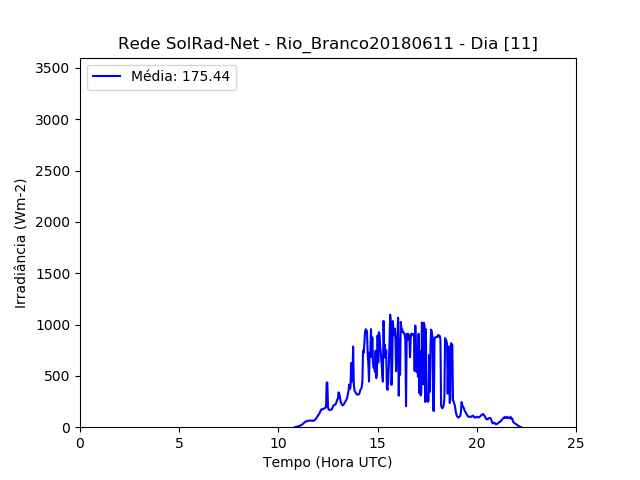 Rede SolRad-Net - Rio_Branco20180611 - Dia [11]
Média: 175.44
3500
3000
2500
2000
1500
1000
500
0
Irradiância (Wm-2)
0 5 10 15 20 25
Tempo (Hora UTC)